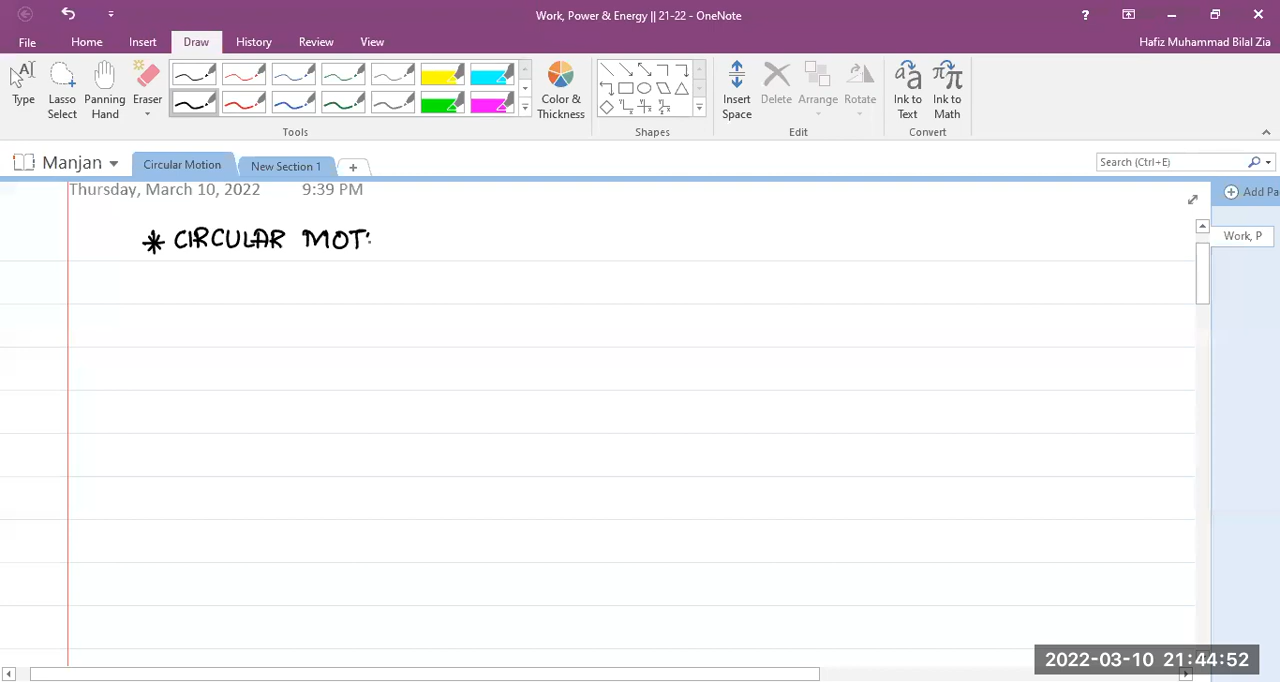 Work, Power & Energy || 21-22 - OneNote
?
File Home Insert Draw History Review View
Hafiz Muhammad Bilal Zia
Type
Lasso Select
Panning Hand
Eraser
Color & Thickness
Insert Space
Delete
Arrange
Rotate
Ink to Text
Ink to Math
Tools
Shapes
Edit
Convert
Manjan
Circular Motion
New Section 1
+
Search (Ctrl+E)
Add Pa
Work, P
Thursday, March 10, 2022 9:39 PM
* CIRCULAR MOT
2022-03-10 21:44:52